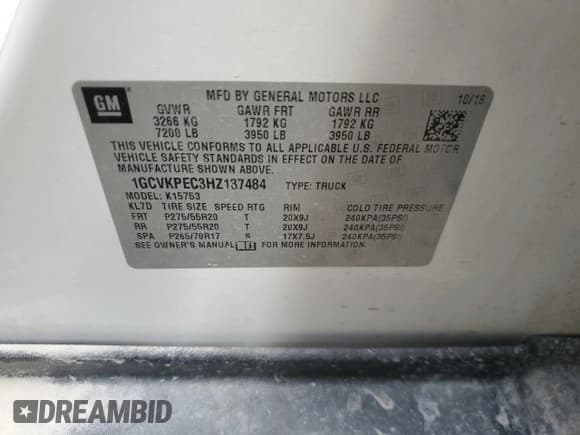 GM
MFD BY GENERAL MOTORS LLC
10/16
GVWR GAWR FRT GAWR RR
3266 KG 1792 KG 1792 KG
7200 LB 3950 LB 3950 LB
THIS VEHICLE CONFORMS TO ALL APPLICABLE U.S. FEDERAL MOTOR
VEHICLE SAFETY STANDARDS IN EFFECT ON THE DATE OF
MANUFACTURE SHOWN ABOVE.
1GCVKPEC3HZ137484 TYPE: TRUCK
MODEL: K15753
KL7D TIRE SIZE SPEED RTG RIM COLD TIRE PRESSURE
FRT P275/55R20 T 20X9J 240KPA(35PSI)
RR P275/55R20 T 20X9J 240KPA(35PSI)
SPA P265/70R17 S 17X7.5J 240KPA(35PSI)
SEE OWNER'S MANUAL
DREAMBID